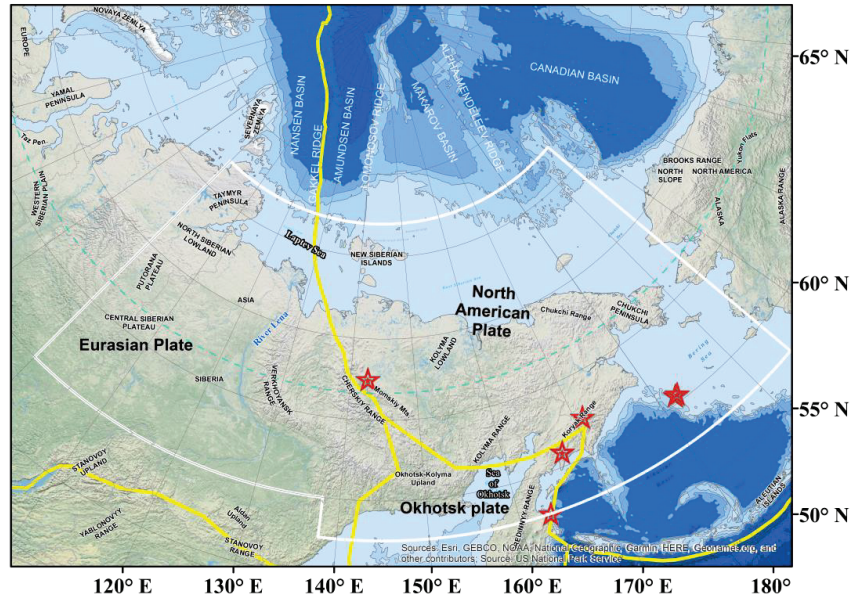 NOVAYA ZEMLYA
EUROPE
YAMAL
PENINSULA
Taz Pen.
WESTERN
SIBERIAN PLAIN
SEVERNAYA
ZEMLYA
NANSEN BASIN
GAKKEL RIDGE
AMUNDSEN BASIN
LOMONOSOV RIDGE
MAKAROV BASIN
ALPHA-MENDELEEV RIDGE
CANADIAN BASIN
65° N
BROOKS RANGE
NORTH
SLOPE
NORTH AMERICA
Yukon Flats
ALASKA
ALASKA RANGE
TAYMYR
PENINSULA
NORTH SIBERIAN
LOWLAND
PUTORANA
PLATEAU
Laptev Sea
NEW SIBERIAN
ISLANDS
60° N
ASIA
North
American
Plate
Chukchi Range
CHUKCHI
PENINSULA
CENTRAL SIBERIAN
PLATEAU
Eurasian Plate
River Lena
KOLYMA
LOWLAND
Bering
Sea
SIBERIA
VERKHOYANSK
RANGE
CHERSKIY RANGE
Momskiy Mts
55° N
KOLYMA RANGE
Koryak Range
STANOVOY
UPLAND
Okhotsk-Kolyma
Upland
Sea
of
Okhotsk
Okhotsk plate
SREDINNYY RANGE
ALEUTIAN
ISLANDS
YABLONOVYY
RANGE
Aldan
Upland
STANOVOY
RANGE
50° N
Sources: Esri, GEBCO, NOAA, National Geographic, Garmin, HERE, Geonames.org, and
other contributors, Source: US National Park Service
120° E
130° E
140° E
150° E
160° E
170° E
180° E